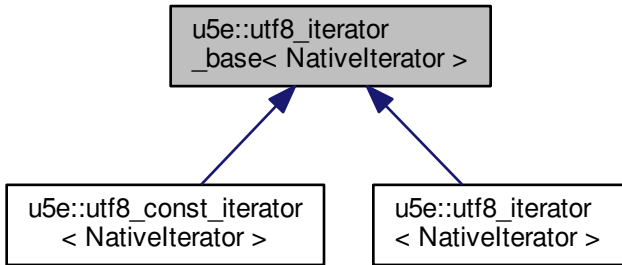 u5e::utf8_iterator
_base< NativeIterator >
u5e::utf8_const_iterator
< NativeIterator >
u5e::utf8_iterator
< NativeIterator >